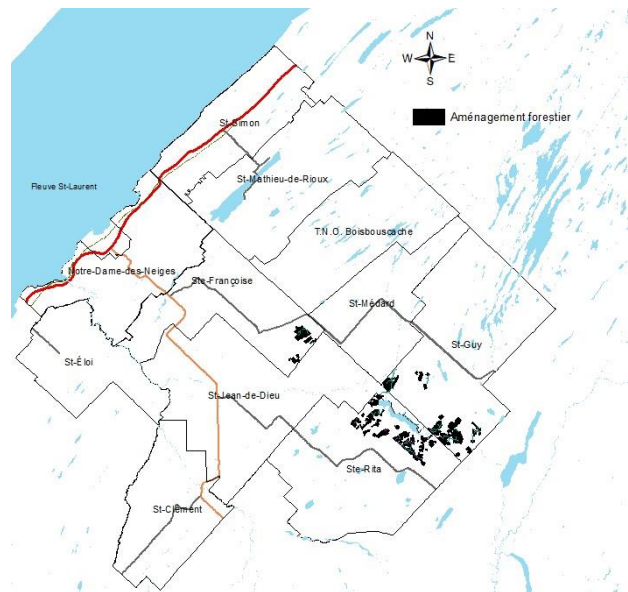 N
W E
S
Aménagement forestier
St-Simon
St-Mathieu-de-Rioux
Fleuve St-Laurent
T.N.O. Boisbouscache
Notre-Dame-des-Neiges
Ste-Françoise
St-Médard
St-Guy
St-Éloi
St-Jean-de-Dieu
Ste-Rita
St-Clément